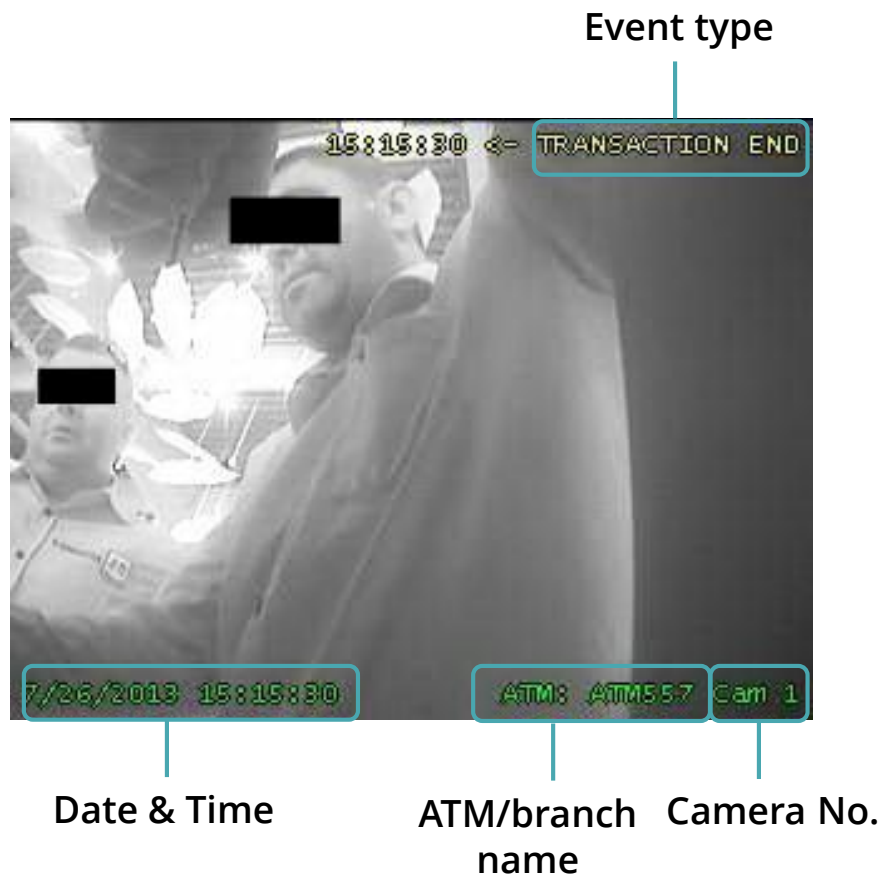 Event type
15:15:30 <- TRANSACTION END
7/26/2013 15:15:30 ATM: ATM557 Cam 1
Date & Time
ATM/branch name
Camera No.